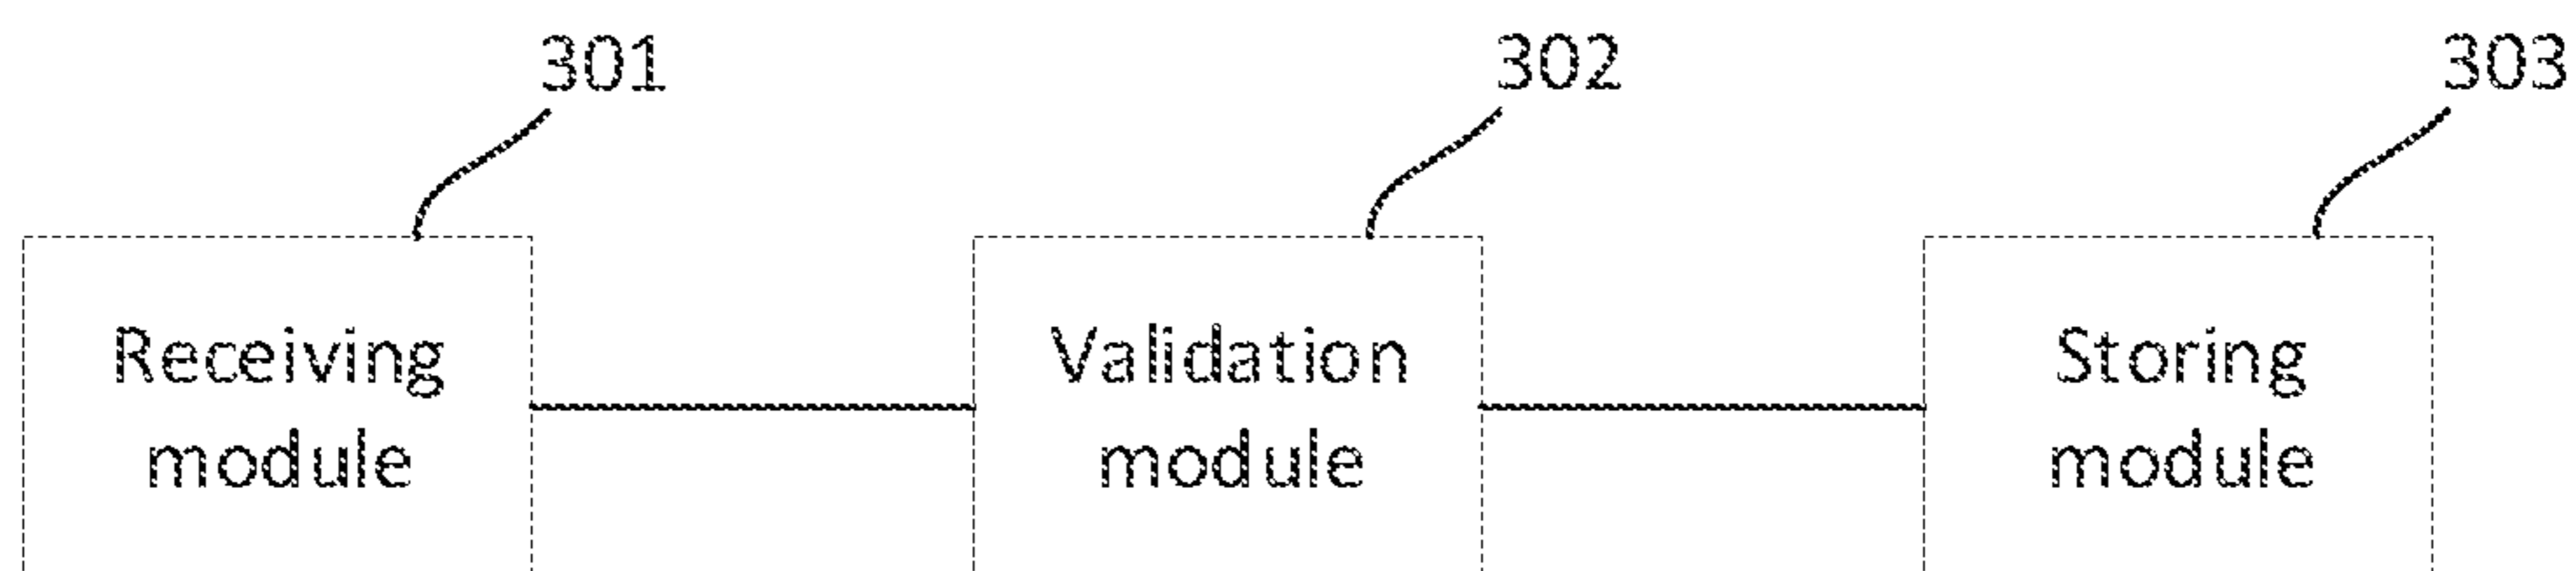 301
302
303
Receiving
module
Validation
module
Storing
module